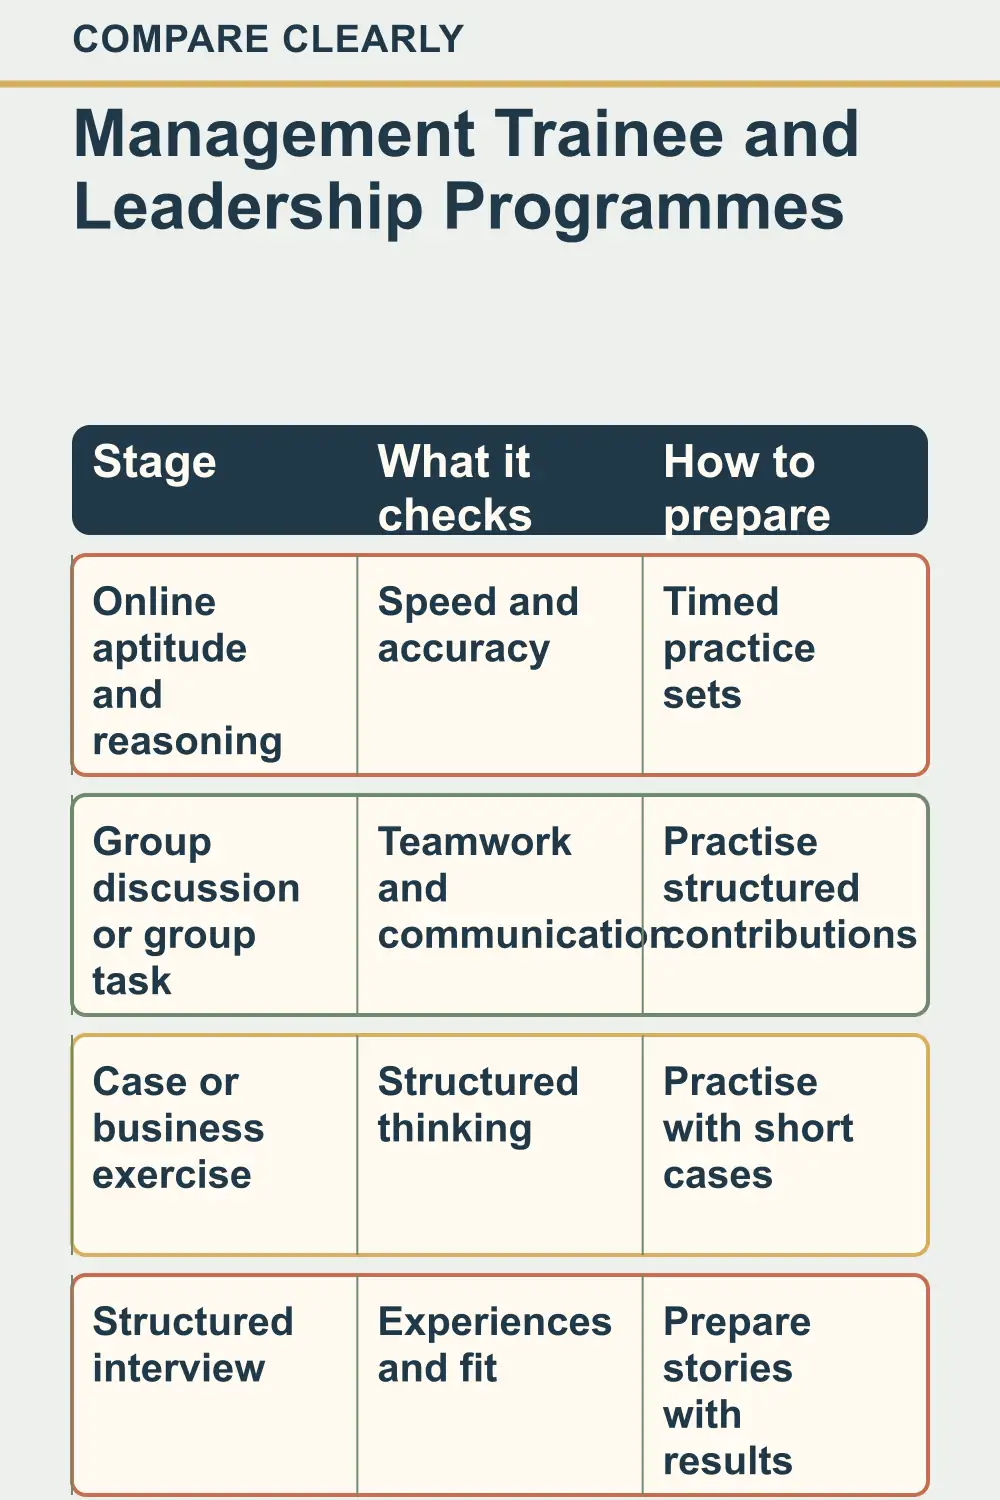 COMPARE CLEARLY
Management Trainee and
Leadership Programmes
Stage
What it
checks
How to
prepare
Online
aptitude
and
reasoning
Speed and
accuracy
Timed
practice
sets
Group
discussion
or group
task
Teamwork
and
communication
Practise
structured
contributions
Case or
business
exercise
Structured
thinking
Practise
with short
cases
Structured
interview
Experiences
and fit
Prepare
stories
with
results